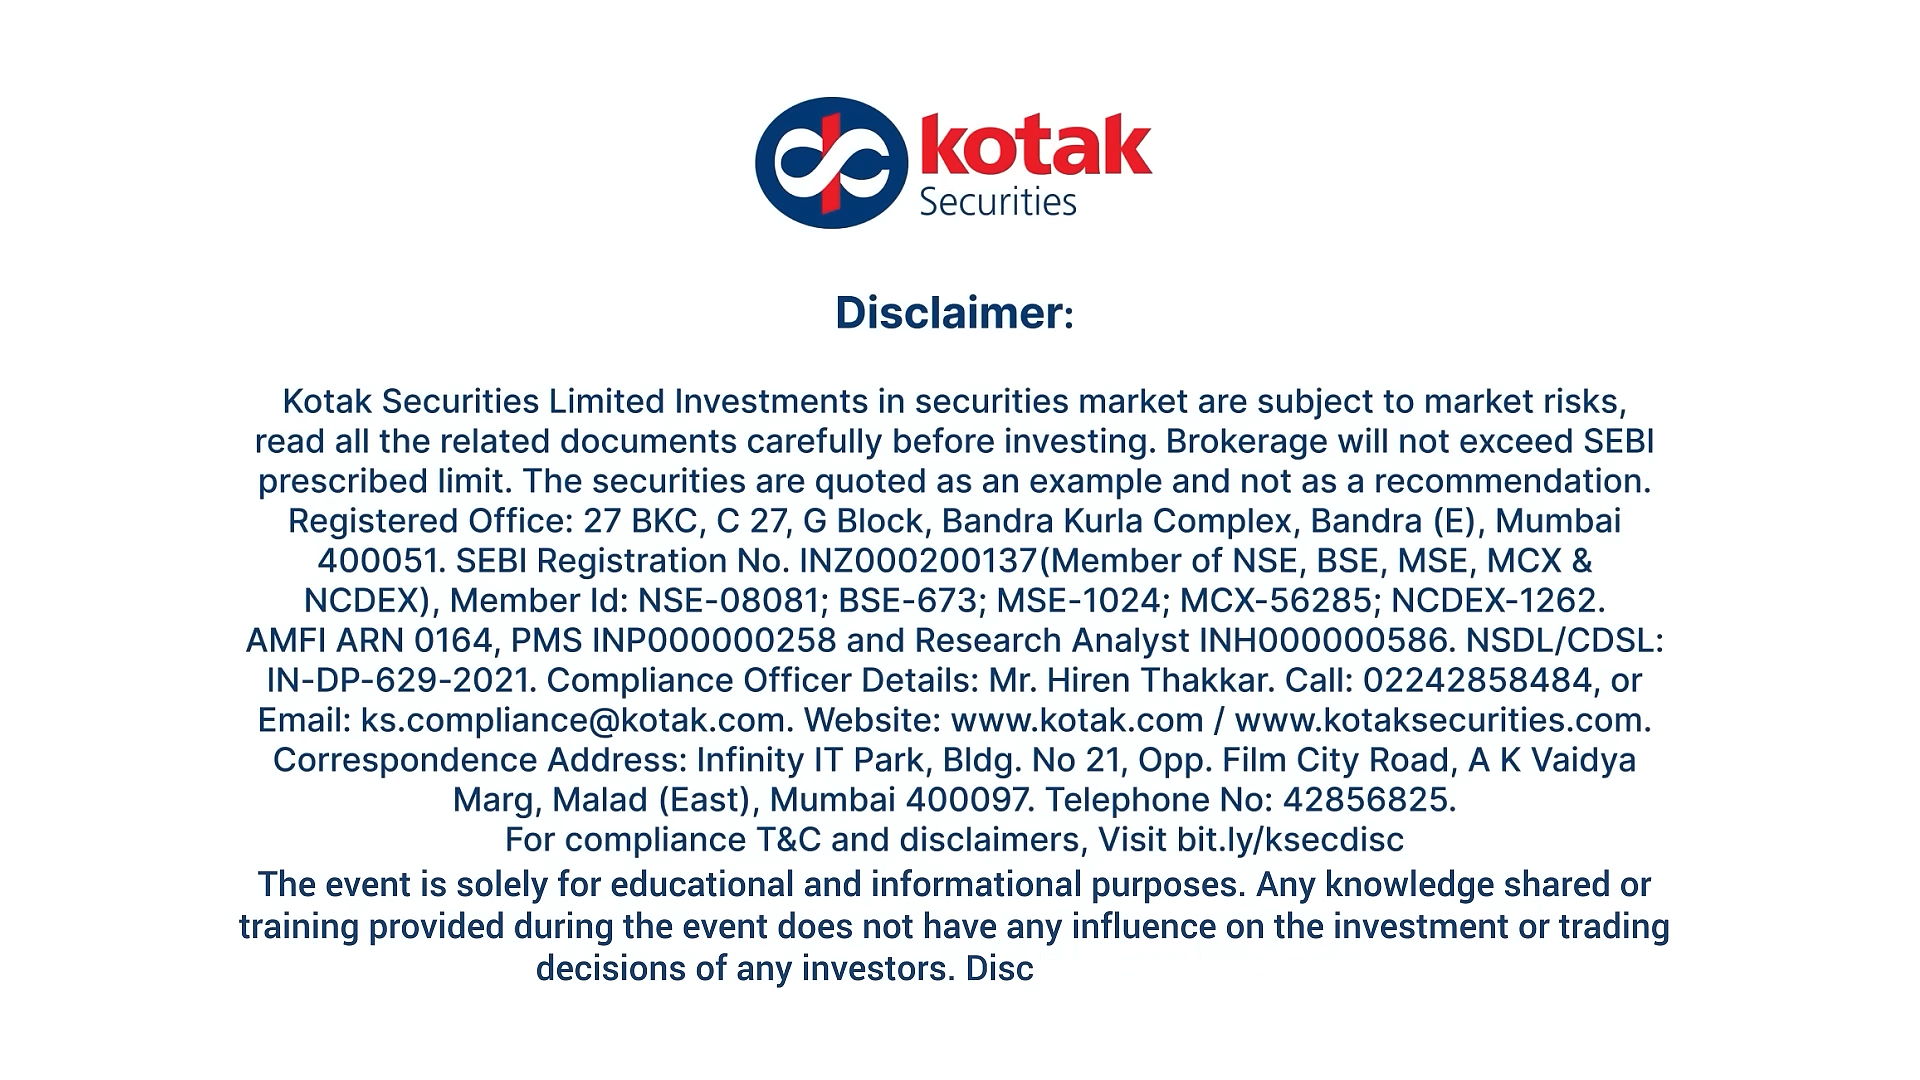 kotak
Securities
Disclaimer:
Kotak Securities Limited Investments in securities market are subject to market risks,
read all the related documents carefully before investing. Brokerage will not exceed SEBI
prescribed limit. The securities are quoted as an example and not as a recommendation.
Registered Office: 27 BKC, C 27, G Block, Bandra Kurla Complex, Bandra (E), Mumbai
400051. SEBI Registration No. INZ000200137(Member of NSE, BSE, MSE, MCX &
NCDEX), Member Id: NSE-08081; BSE-673; MSE-1024; MCX-56285; NCDEX-1262.
AMFI ARN 0164, PMS INP000000258 and Research Analyst INH000000586. NSDL/CDSL:
IN-DP-629-2021. Compliance Officer Details: Mr. Hiren Thakkar. Call: 02242858484, or
Email: ks.compliance@kotak.com. Website: www.kotak.com / www.kotaksecurities.com.
Correspondence Address: Infinity IT Park, Bldg. No 21, Opp. Film City Road, A K Vaidya
Marg, Malad (East), Mumbai 400097. Telephone No: 42856825.
For compliance T&C and disclaimers, Visit bit.ly/ksecdisc
The event is solely for educational and informational purposes. Any knowledge shared or
training provided during the event does not have any influence on the investment or trading
decisions of any investors. Disc